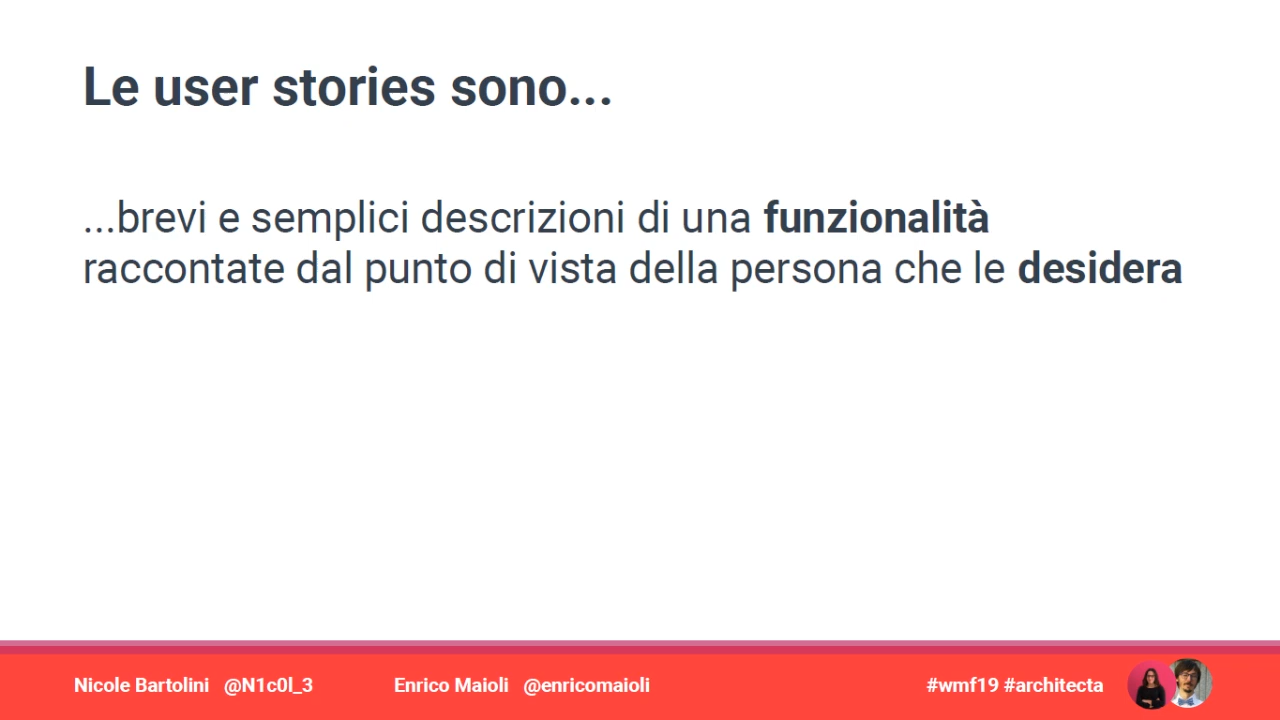 Le user stories sono...
...brevi e semplici descrizioni di una funzionalità
raccontate dal punto di vista della persona che le desidera
Nicole Bartolini @N1c0l_3 Enrico Maioli @enricomaioli #wmf19 #architecta